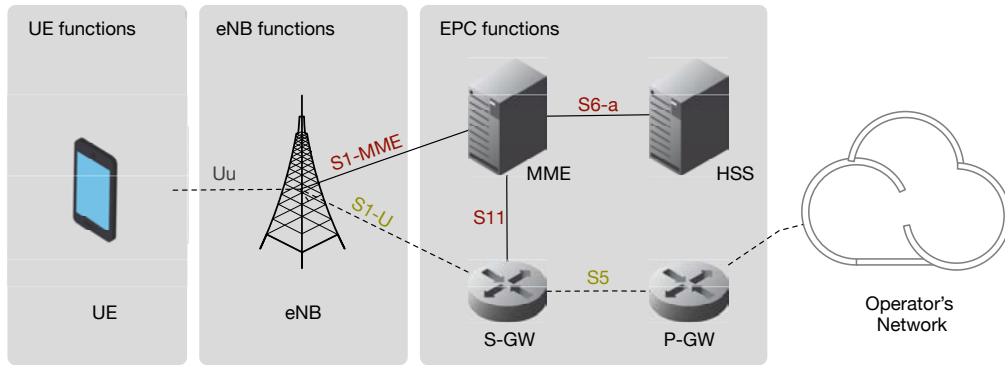 UE functions
eNB functions
EPC functions
S6-a
S1-MME
MME
HSS
Uu
S1-U
S11
S5
UE
eNB
S-GW
P-GW
Operator's
Network